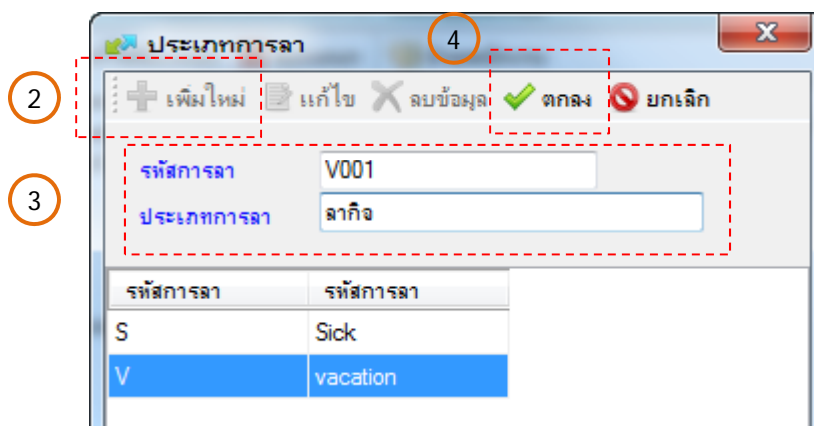 ประเภทการลา
4
2
เพิ่มใหม่ แก้ไข ลบข้อมูล ตกลง ยกเลิก
รหัสการลา V001
3
ประเภทการลา ลากิจ
รหัสการลา รหัสการลา
S Sick
V vacation